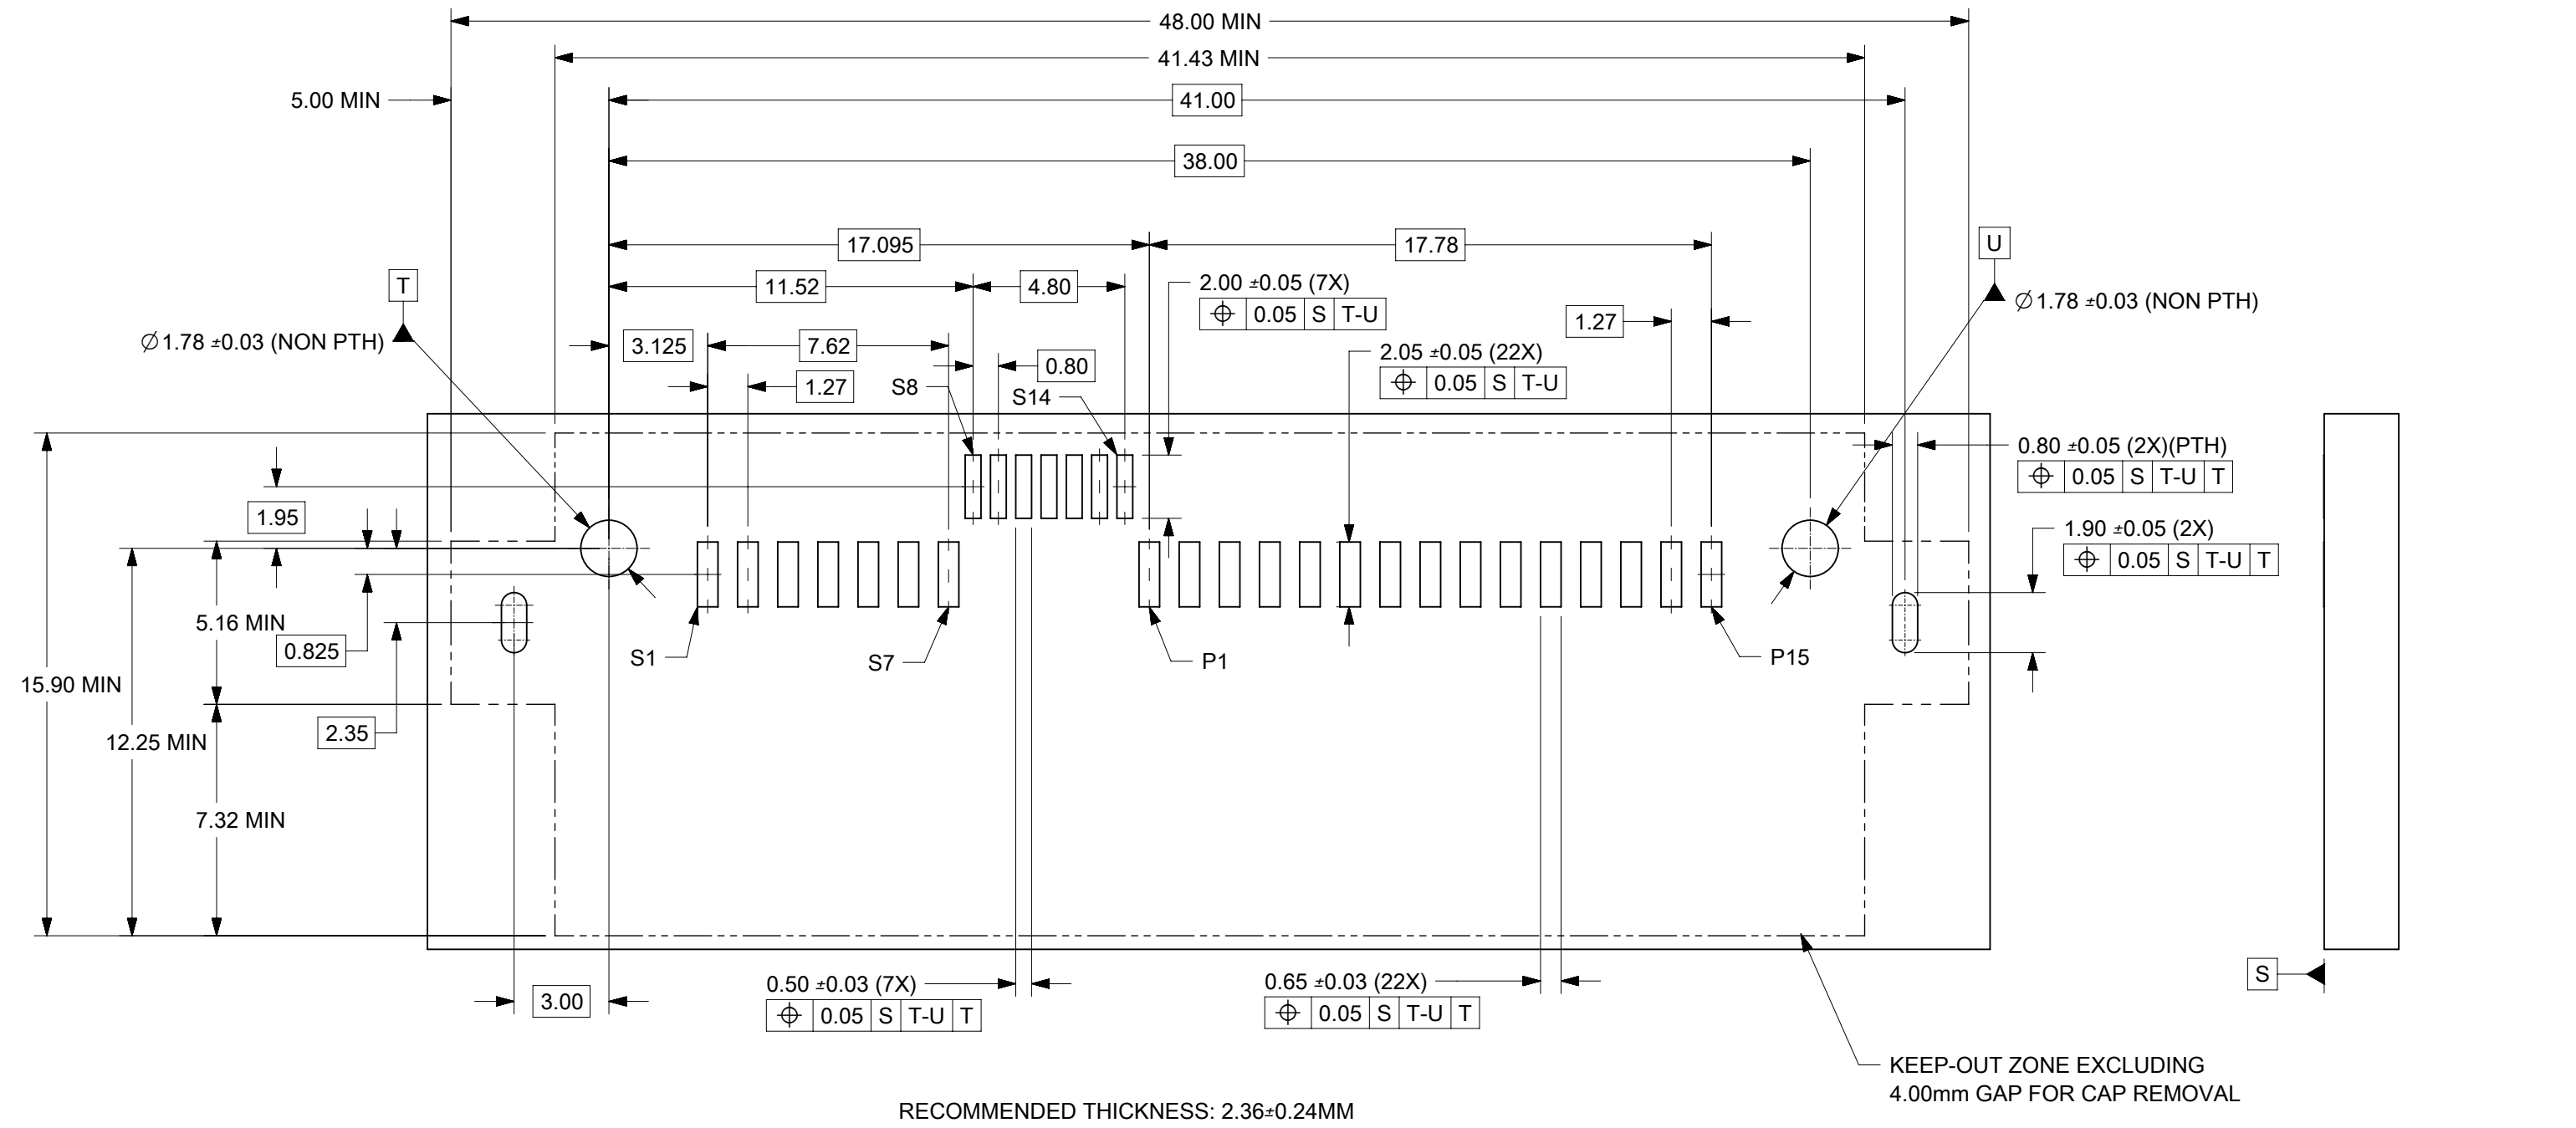 48.00 MIN
41.43 MIN
5.00 MIN
41.00
38.00
17.095
17.78
U
T
11.52
4.80
2.00 ±0.05 (7X)
⌖ 0.05 S T-U
∅1.78 ±0.03 (NON PTH)
1.27
∅1.78 ±0.03 (NON PTH)
3.125
7.62
2.05 ±0.05 (22X)
⌖ 0.05 S T-U
0.80
1.27
S8
S14
0.80 ±0.05 (2X)(PTH)
⌖ 0.05 S T-U T
1.95
1.90 ±0.05 (2X)
⌖ 0.05 S T-U T
5.16 MIN
0.825
S1
S7
P1
P15
15.90 MIN
2.35
12.25 MIN
7.32 MIN
0.50 ±0.03 (7X)
⌖ 0.05 S T-U T
0.65 ±0.03 (22X)
⌖ 0.05 S T-U T
S
3.00
KEEP-OUT ZONE EXCLUDING
4.00mm GAP FOR CAP REMOVAL
RECOMMENDED THICKNESS: 2.36±0.24MM